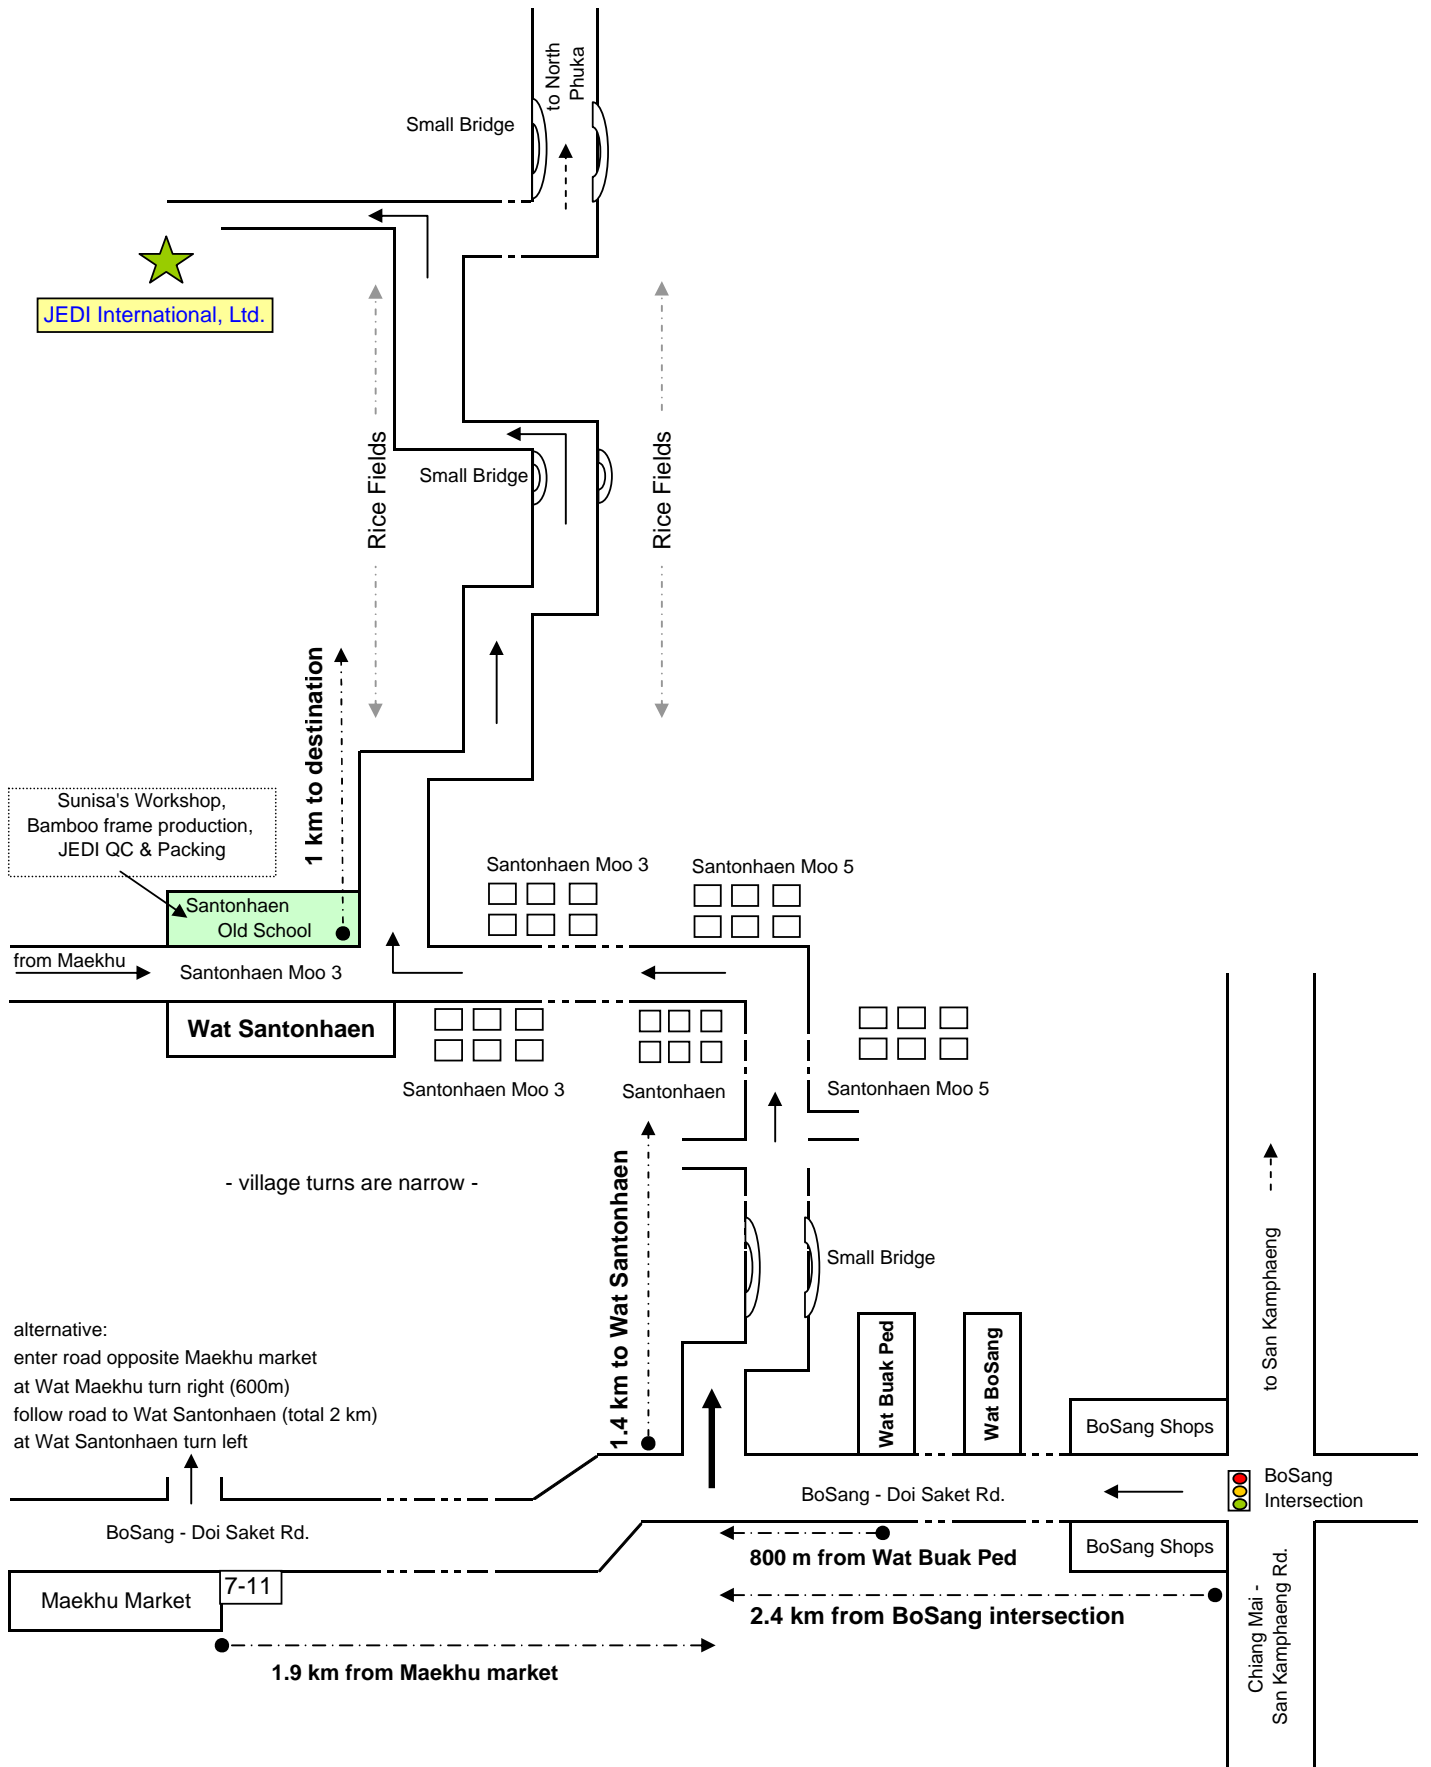 to North
Phuka
Small Bridge
JEDI International, Ltd.
Rice Fields
Rice Fields
Small Bridge
1 km to destination
Sunisa's Workshop,
Bamboo frame production,
JEDI QC & Packing
Santonhaen Moo 3
Santonhaen Moo 5
Santonhaen
Old School
from Maekhu
Santonhaen Moo 3
Wat Santonhaen
Santonhaen Moo 3
Santonhaen
Santonhaen Moo 5
- village turns are narrow -
1.4 km to Wat Santonhaen
Small Bridge
to San Kamphaeng
alternative:
enter road opposite Maekhu market
at Wat Maekhu turn right (600m)
follow road to Wat Santonhaen (total 2 km)
at Wat Santonhaen turn left
Wat Buak Ped
Wat BoSang
BoSang Shops
BoSang
Intersection
BoSang - Doi Saket Rd.
BoSang - Doi Saket Rd.
BoSang Shops
800 m from Wat Buak Ped
Maekhu Market
7-11
2.4 km from BoSang intersection
Chiang Mai -
San Kamphaeng Rd.
1.9 km from Maekhu market